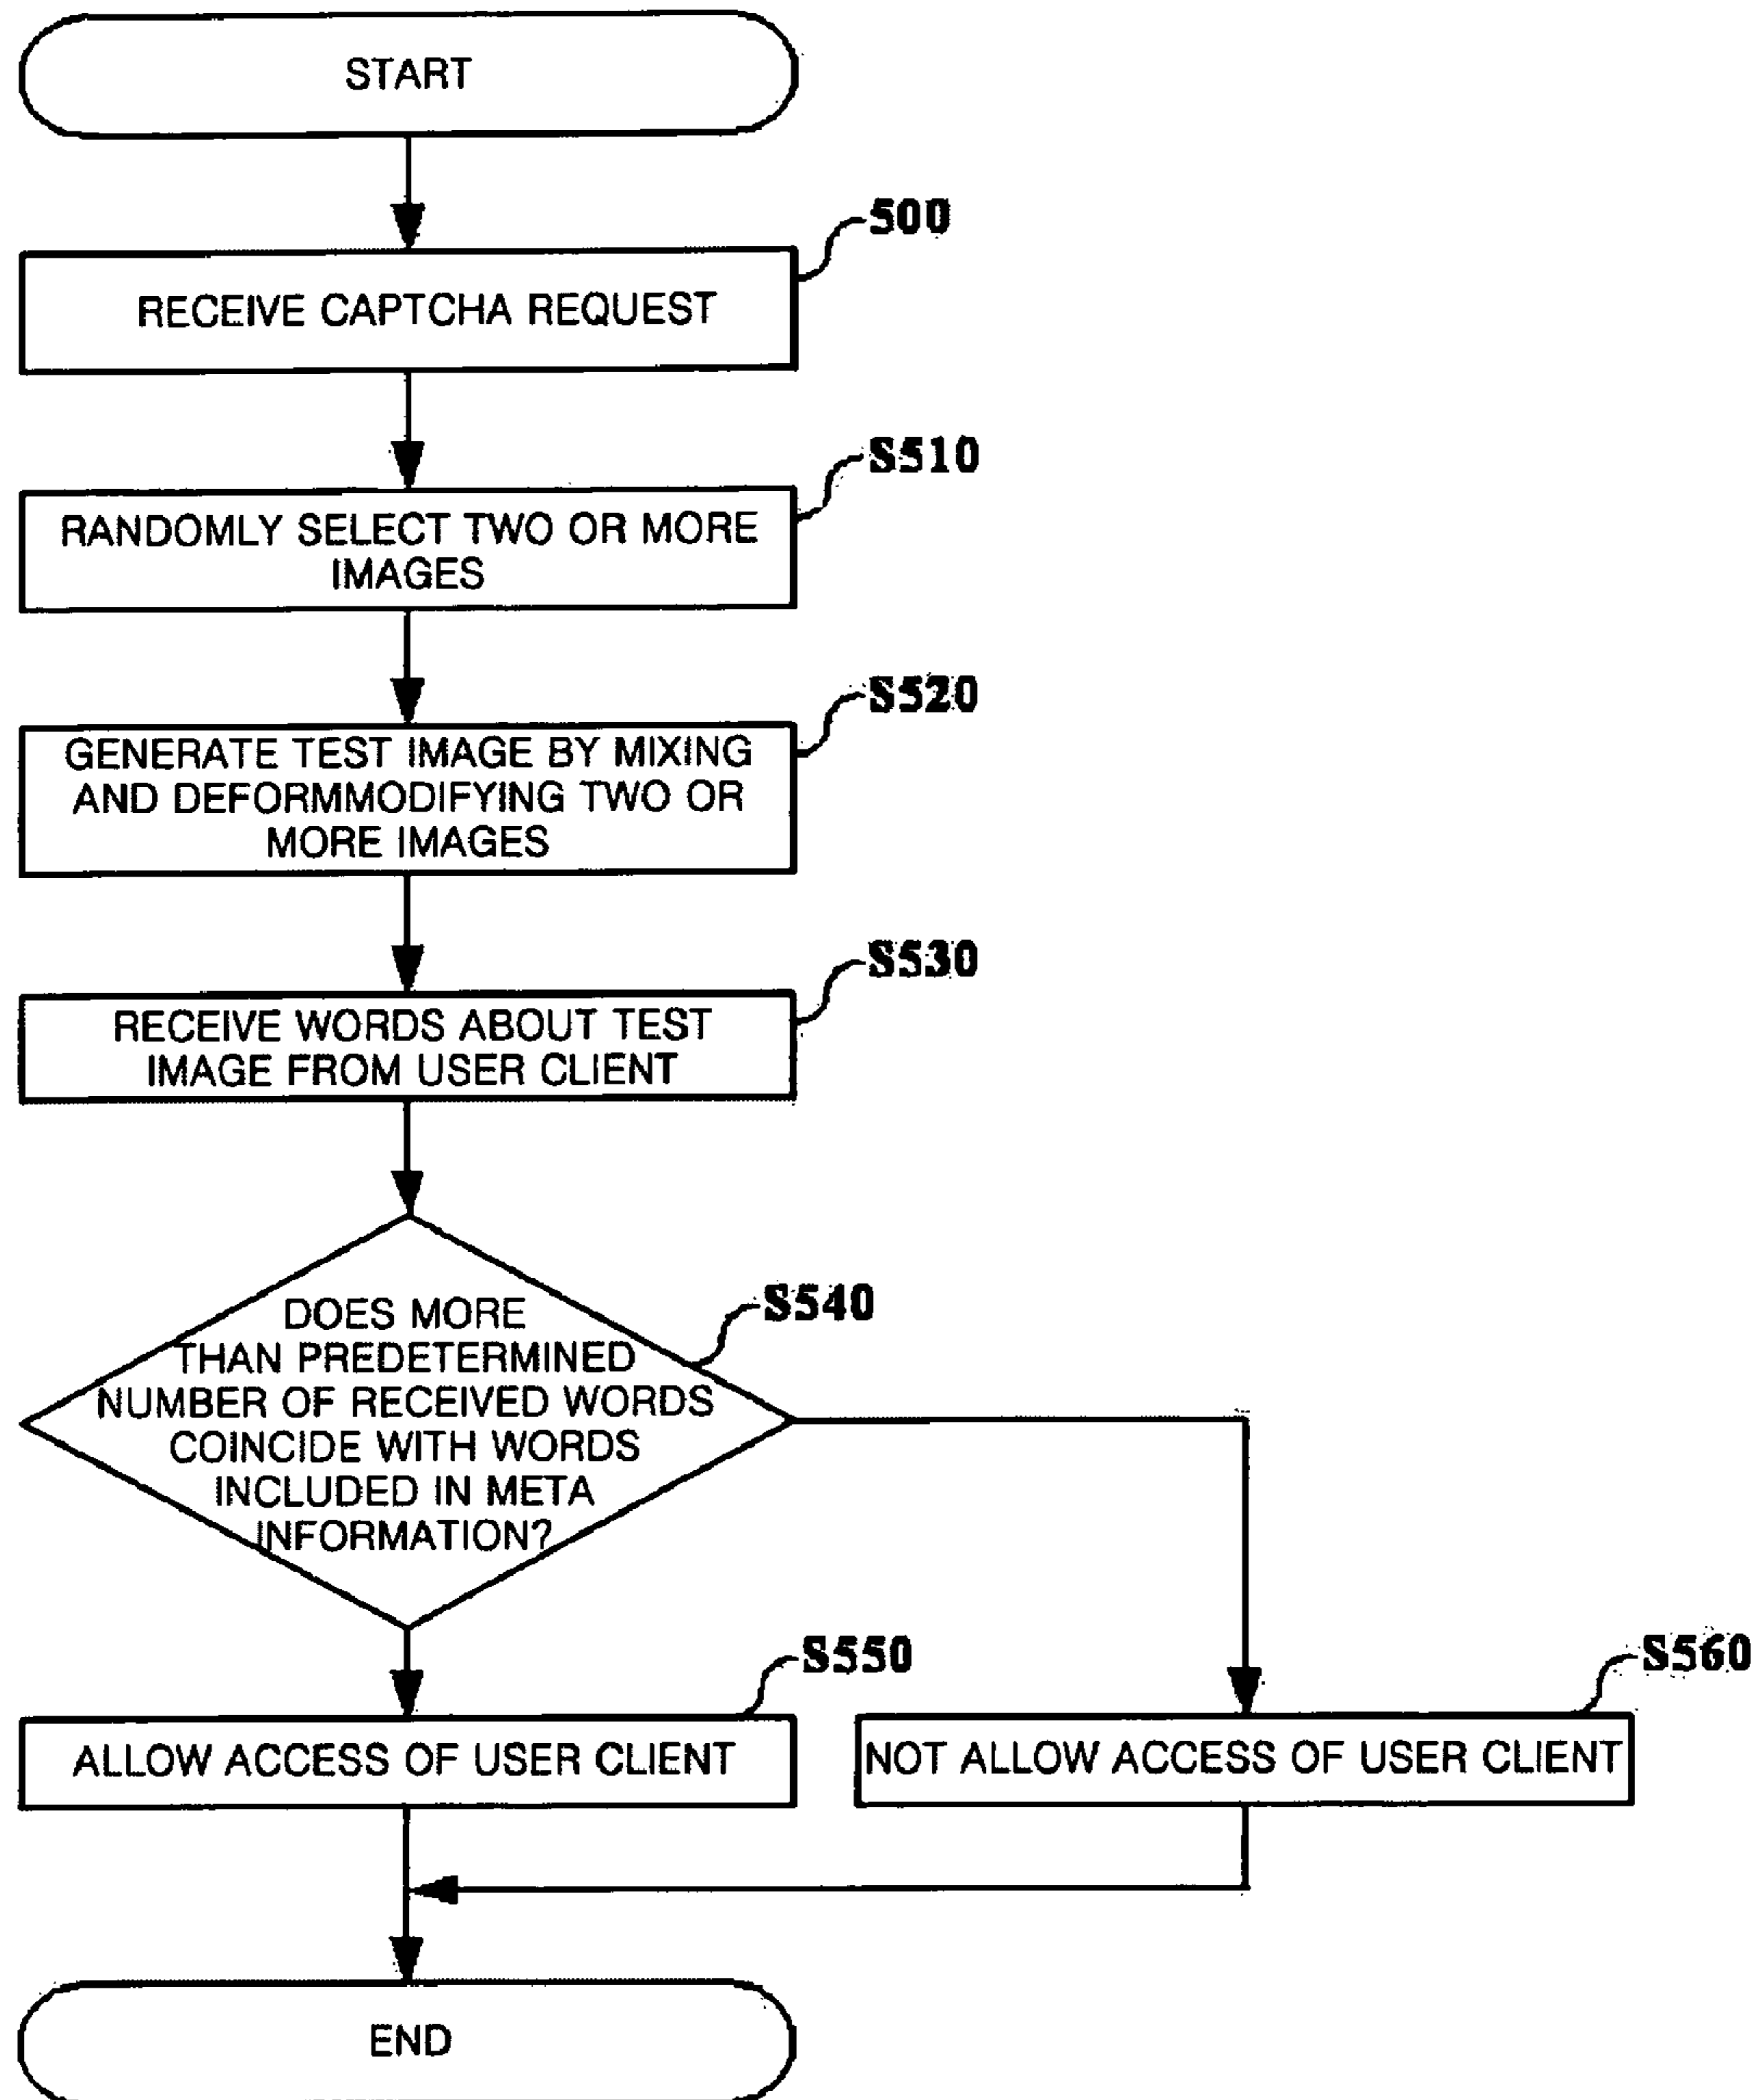 START
500
RECEIVE CAPTCHA REQUEST
S510
RANDOMLY SELECT TWO OR MORE
IMAGES
S520
GENERATE TEST IMAGE BY MIXING
AND DEFORMMODIFYING TWO OR
MORE IMAGES
S530
RECEIVE WORDS ABOUT TEST
IMAGE FROM USER CLIENT
S540
DOES MORE
THAN PREDETERMINED
NUMBER OF RECEIVED WORDS
COINCIDE WITH WORDS
INCLUDED IN META
INFORMATION?
S550
ALLOW ACCESS OF USER CLIENT
S560
NOT ALLOW ACCESS OF USER CLIENT
END